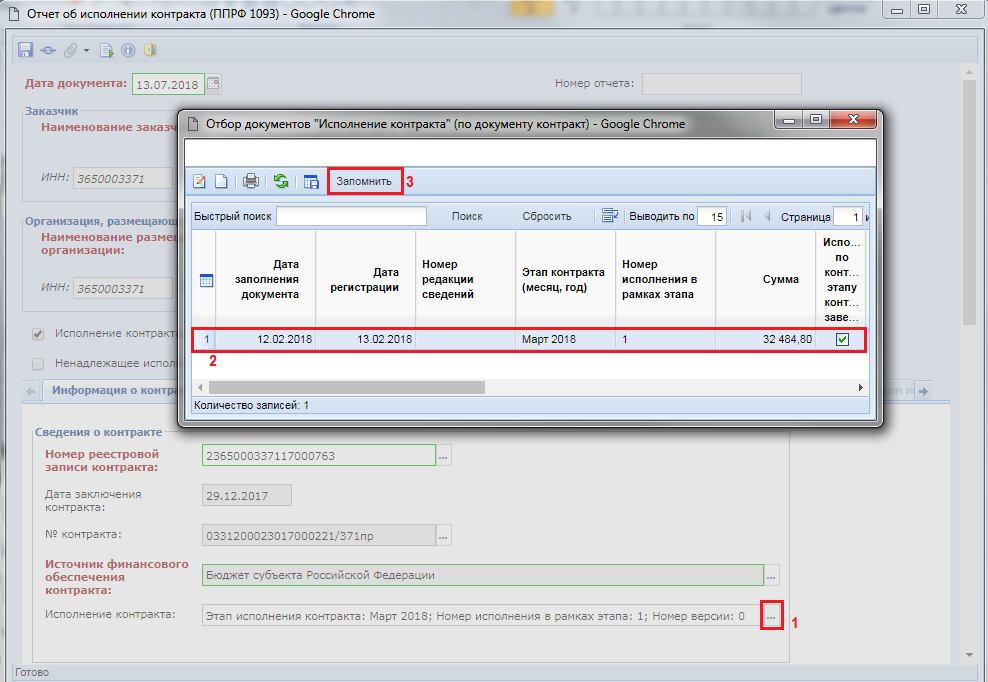 Отчет об исполнении контракта (ППРФ 1093) - Google Chrome
Дата документа: 13.07.2018
Номер отчета:
Заказчик
Наименование заказч
ИНН: 3650003371
Организация, размещающ
Наименование разме
организации:
ИНН: 3650003371
Исполнение контракта
Ненадлежащее испол
Информация о контра
Отбор документов "Исполнение контракта" (по документу контракт) - Google Chrome
Запомнить 3
Быстрый поиск Поиск Сбросить Выводить по 15 Страница 1 и
Дата заполнения документа
Дата регистрации
Номер редакции сведений
Этап контракта (месяц, год)
Номер исполнения в рамках этапа
Сумма
Испо...
по
конт...
этапу
конт...
заве...
1 12.02.2018 13.02.2018 Март 2018 1 32 484,80
2
Количество записей: 1
Сведения о контракте
Номер реестровой
записи контракта:
2365000337117000763 ...
Дата заключения
контракта:
29.12.2017
№ контракта: 0331200023017000221/371пр ...
Источник финансового
обеспечения
контракта:
Бюджет субъекта Российской Федерации ...
Исполнение контракта: Этап исполнения контракта: Март 2018; Номер исполнения в рамках этапа: 1; Номер версии: 0 ... 1
Готово